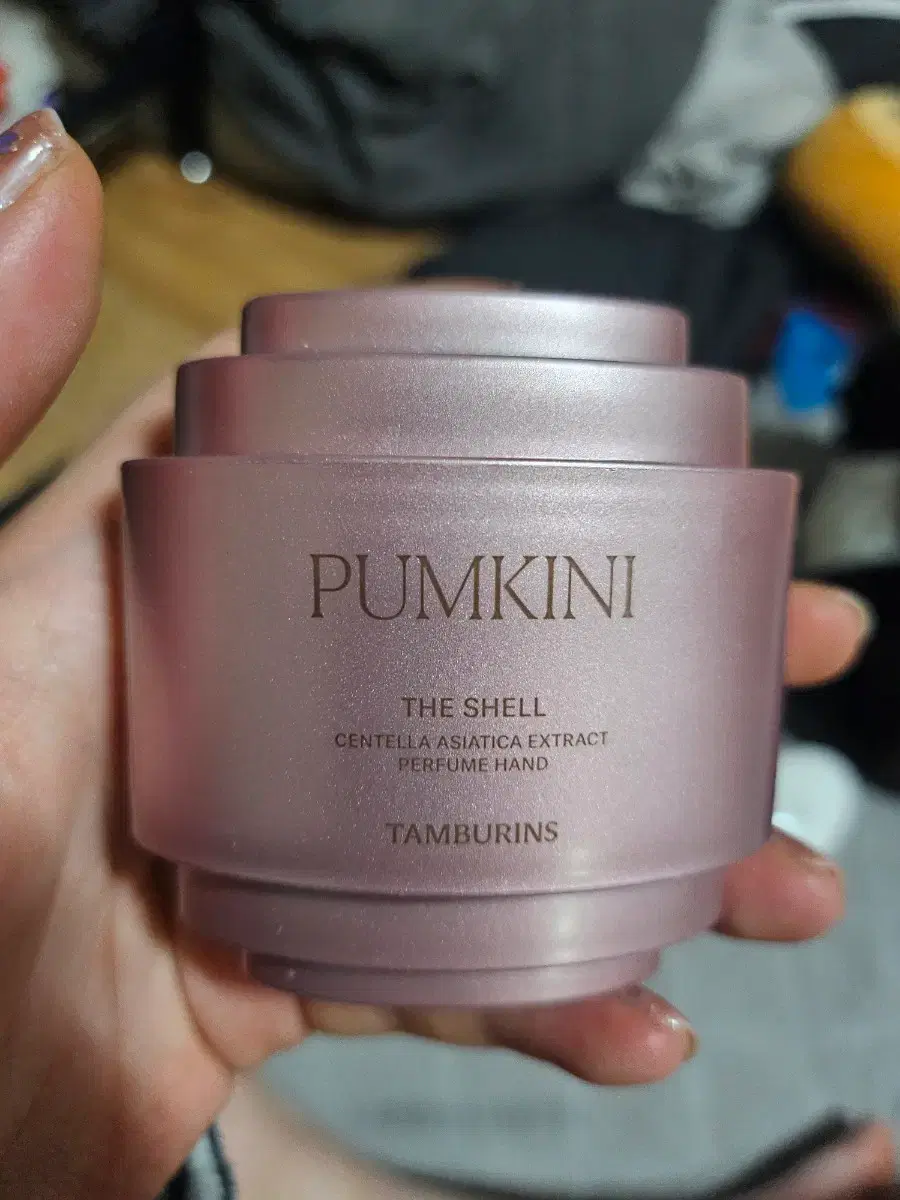 PUMKINI
THE SHELL
CENTELLA ASIATICA EXTRACT
PERFUME HAND
TAMBURINS